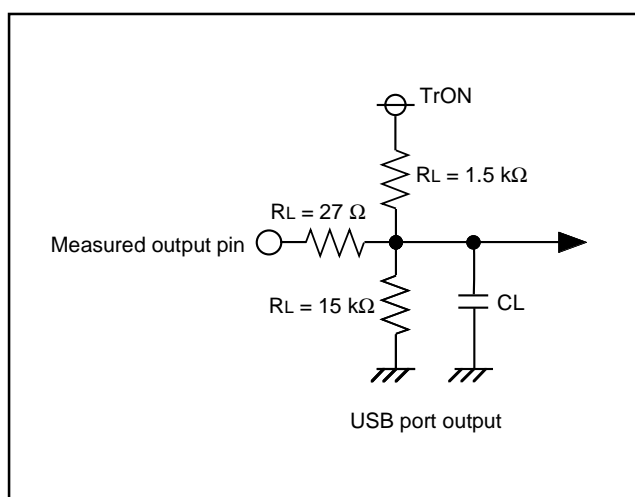 TrON
RL = 1.5 kΩ
RL = 27 Ω
Measured output pin
RL = 15 kΩ
CL
USB port output